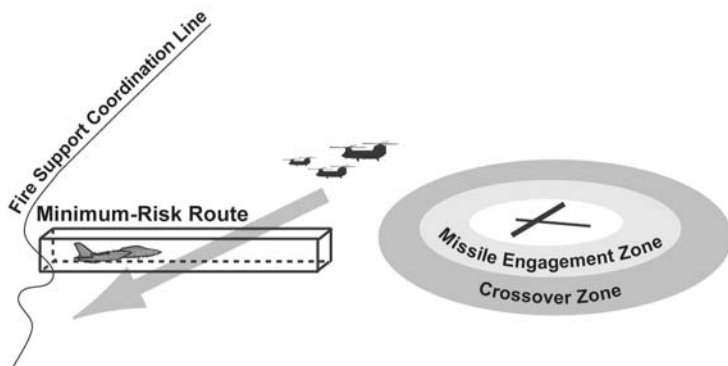 Fire Support Coordination Line
Minimum-Risk Route
Missile Engagement Zone
Crossover Zone